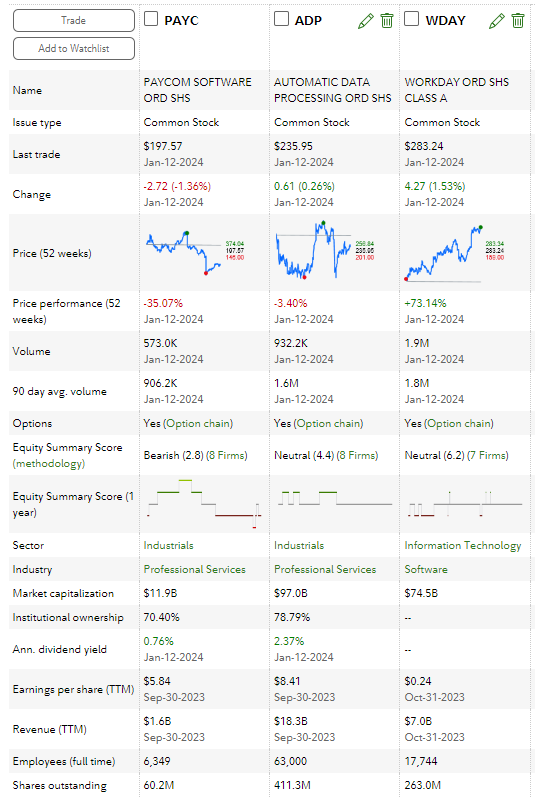 Trade PAYC ADP WDAY
Add to Watchlist
Name PAYCOM SOFTWARE ORD SHS AUTOMATIC DATA PROCESSING ORD SHS WORKDAY ORD SHS CLASS A
Issue type Common Stock Common Stock Common Stock
Last trade $197.57 $235.95 $283.24
Jan-12-2024 Jan-12-2024 Jan-12-2024
Change -2.72 (-1.36%) 0.61 (0.26%) 4.27 (1.53%)
Jan-12-2024 Jan-12-2024 Jan-12-2024
Price (52 weeks)
374.04 256.84 283.34
197.57 235.95 283.24
146.00 201.00
Price performance (52 weeks) -35.07% -3.40% +73.14%
Jan-12-2024 Jan-12-2024 Jan-12-2024
Volume 573.0K 932.2K 1.9M
Jan-12-2024 Jan-12-2024 Jan-12-2024
90 day avg. volume 906.2K 1.6M 1.8M
Jan-12-2024 Jan-12-2024 Jan-12-2024
Options Yes (Option chain) Yes (Option chain) Yes (Option chain)
Equity Summary Score (methodology) Bearish (2.8) (8 Firms) Neutral (4.4) (8 Firms) Neutral (6.2) (7 Firms)
Equity Summary Score (1 year)
Sector Industrials Industrials Information Technology
Industry Professional Services Professional Services Software
Market capitalization $11.9B $97.0B $74.5B
Institutional ownership 70.40% 78.79% --
Ann. dividend yield 0.76% 2.37% --
Jan-12-2024 Jan-12-2024
Earnings per share (TTM) $5.84 $8.41 $0.24
Sep-30-2023 Sep-30-2023 Oct-31-2023
Revenue (TTM) $1.6B $18.3B $7.0B
Sep-30-2023 Sep-30-2023 Oct-31-2023
Employees (full time) 6,349 63,000 17,744
Shares outstanding 60.2M 411.3M 263.0M